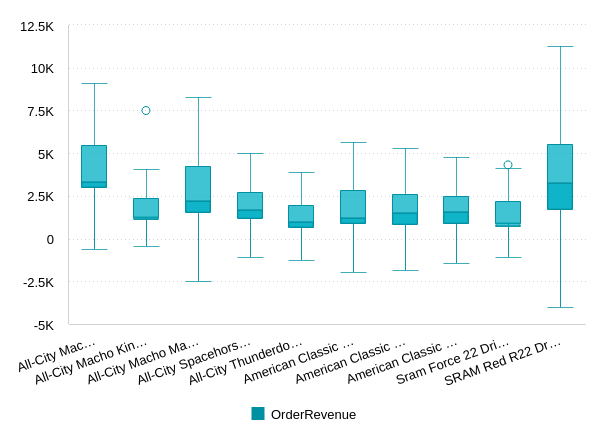 12.5K
10K
7.5K
5K
2.5K
0
-2.5K
-5K
All-City Mac…
All-City Macho Kin…
All-City Macho Ma…
All-City Spacehors…
All-City Thunderdo…
American Classic …
American Classic …
American Classic …
Sram Force 22 Dri…
SRAM Red R22 Dr…
OrderRevenue